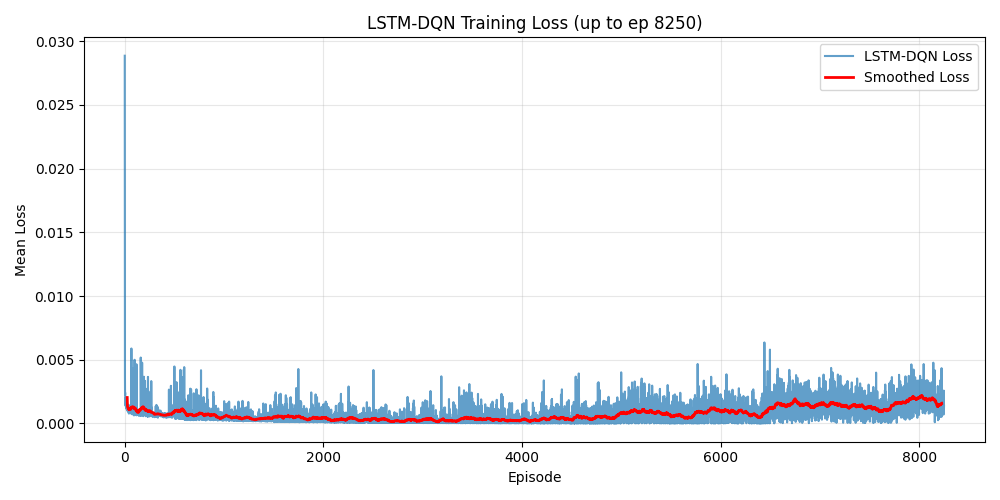 LSTM-DQN Training Loss (up to ep 8250)
0.030
0.025
0.020
0.015
0.010
0.005
0.000
Mean Loss
LSTM-DQN Loss
Smoothed Loss
0 2000 4000 6000 8000
Episode